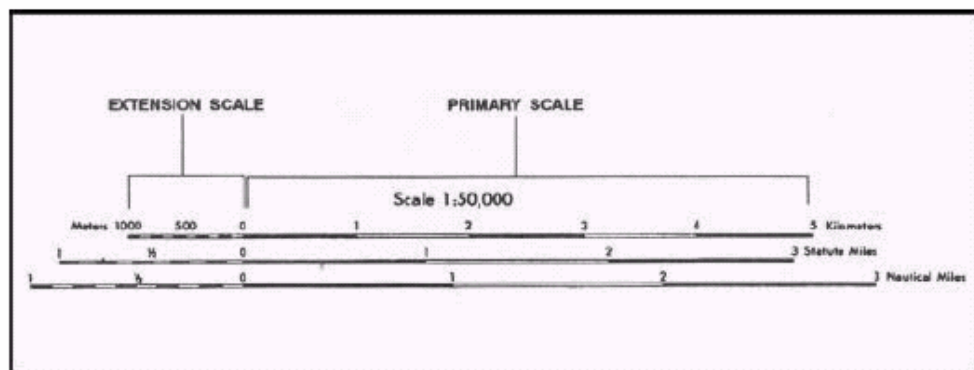 EXTENSION SCALE PRIMARY SCALE
Scale 1:50,000
Meters 1000 500 0 1 2 3 4 5 Kilometers
1 ½ 0 1 2 3 Statute Miles
1 ½ 0 1 2 3 Nautical Miles